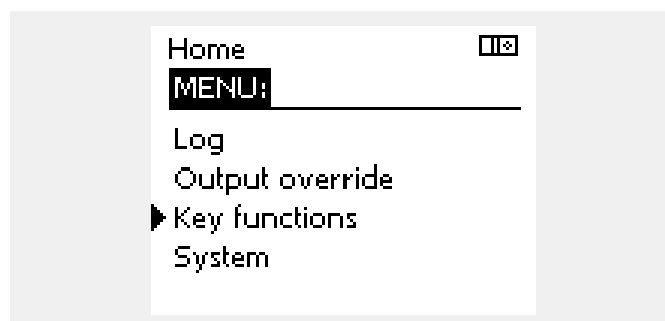 Home
MENU:
Log
Output override
Key functions
System